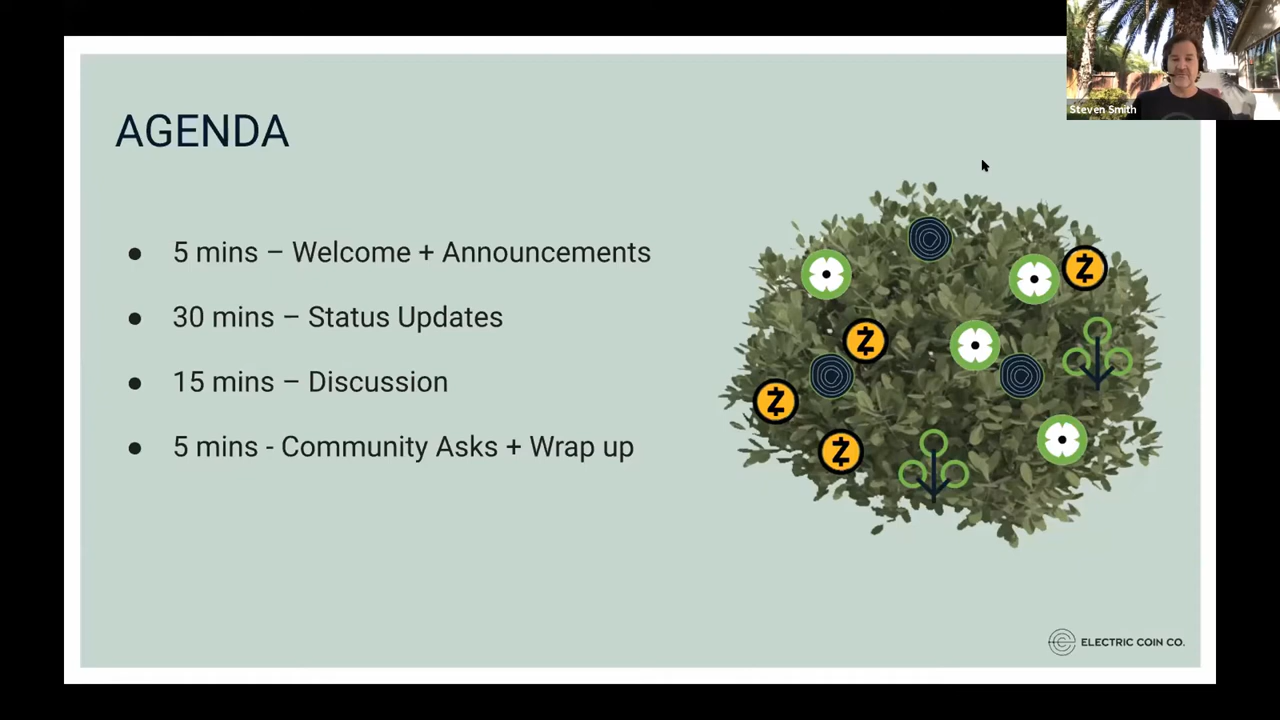 AGENDA
● 5 mins – Welcome + Announcements
● 30 mins – Status Updates
● 15 mins – Discussion
● 5 mins - Community Asks + Wrap up
Steven Smith
ELECTRIC COIN CO.